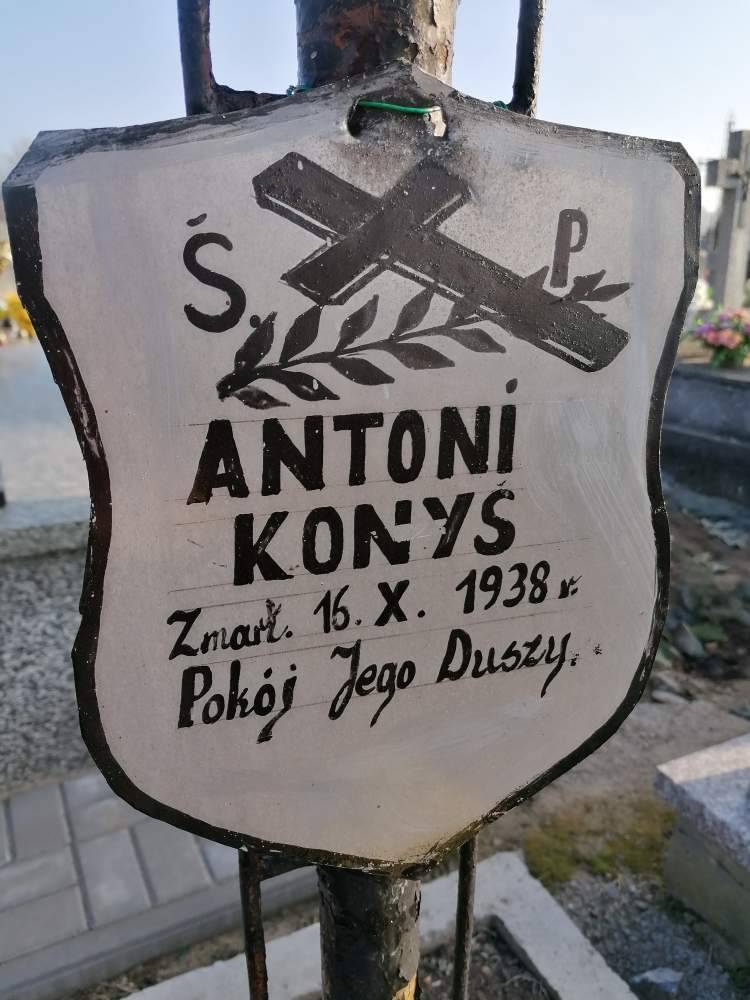 Ś. P
ANTONI
KONYŚ
Zmarł. 16. X. 1938 r.
Pokój Jego Duszy.